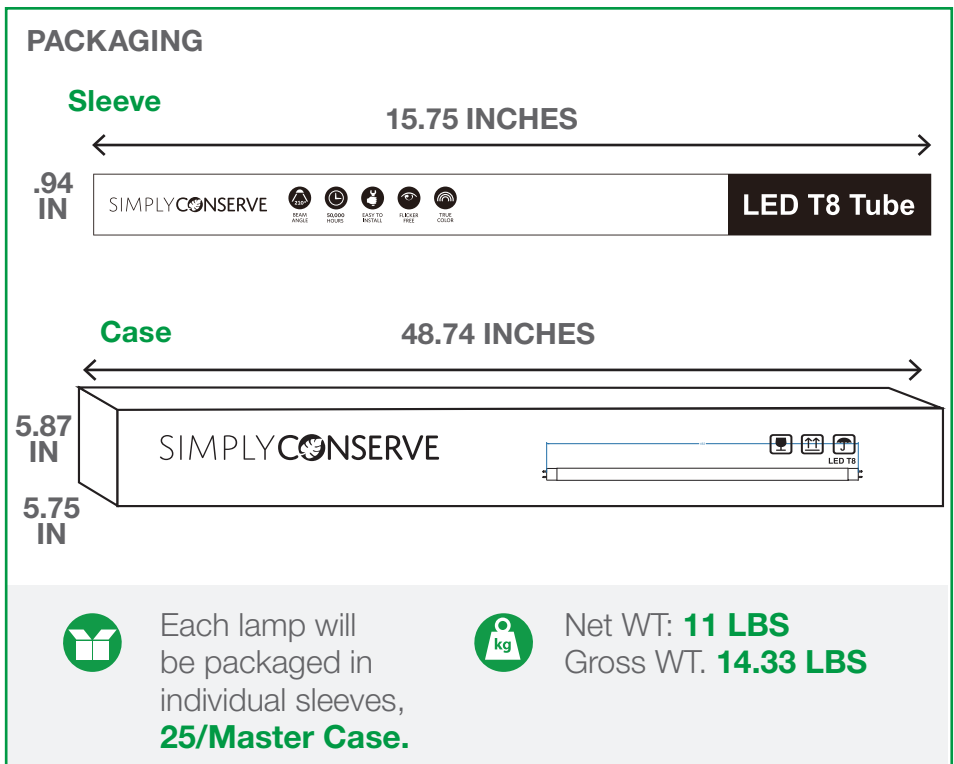 PACKAGING
Sleeve
15.75 INCHES
.94
IN
SIMPLYCONSERVE
210°
BEAM
ANGLE
50,000
HOURS
EASY TO
INSTALL
FLICKER
FREE
TRUE
COLOR
LED T8 Tube
Case
48.74 INCHES
5.87
IN
SIMPLYCONSERVE
LED T8
5.75
IN
Each lamp will
be packaged in
individual sleeves,
25/Master Case.
kg
Net WT: 11 LBS
Gross WT. 14.33 LBS